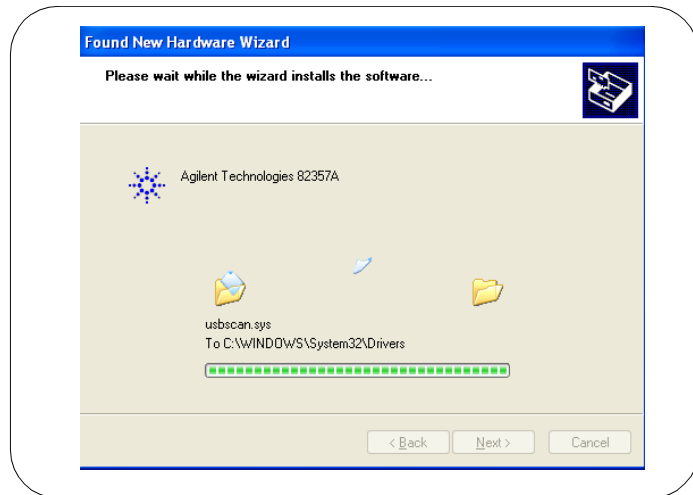 Found New Hardware Wizard
Please wait while the wizard installs the software...
Agilent Technologies 82357A
usbscan.sys
To C:\WINDOWS\System32\Drivers
< Back
Next >
Cancel